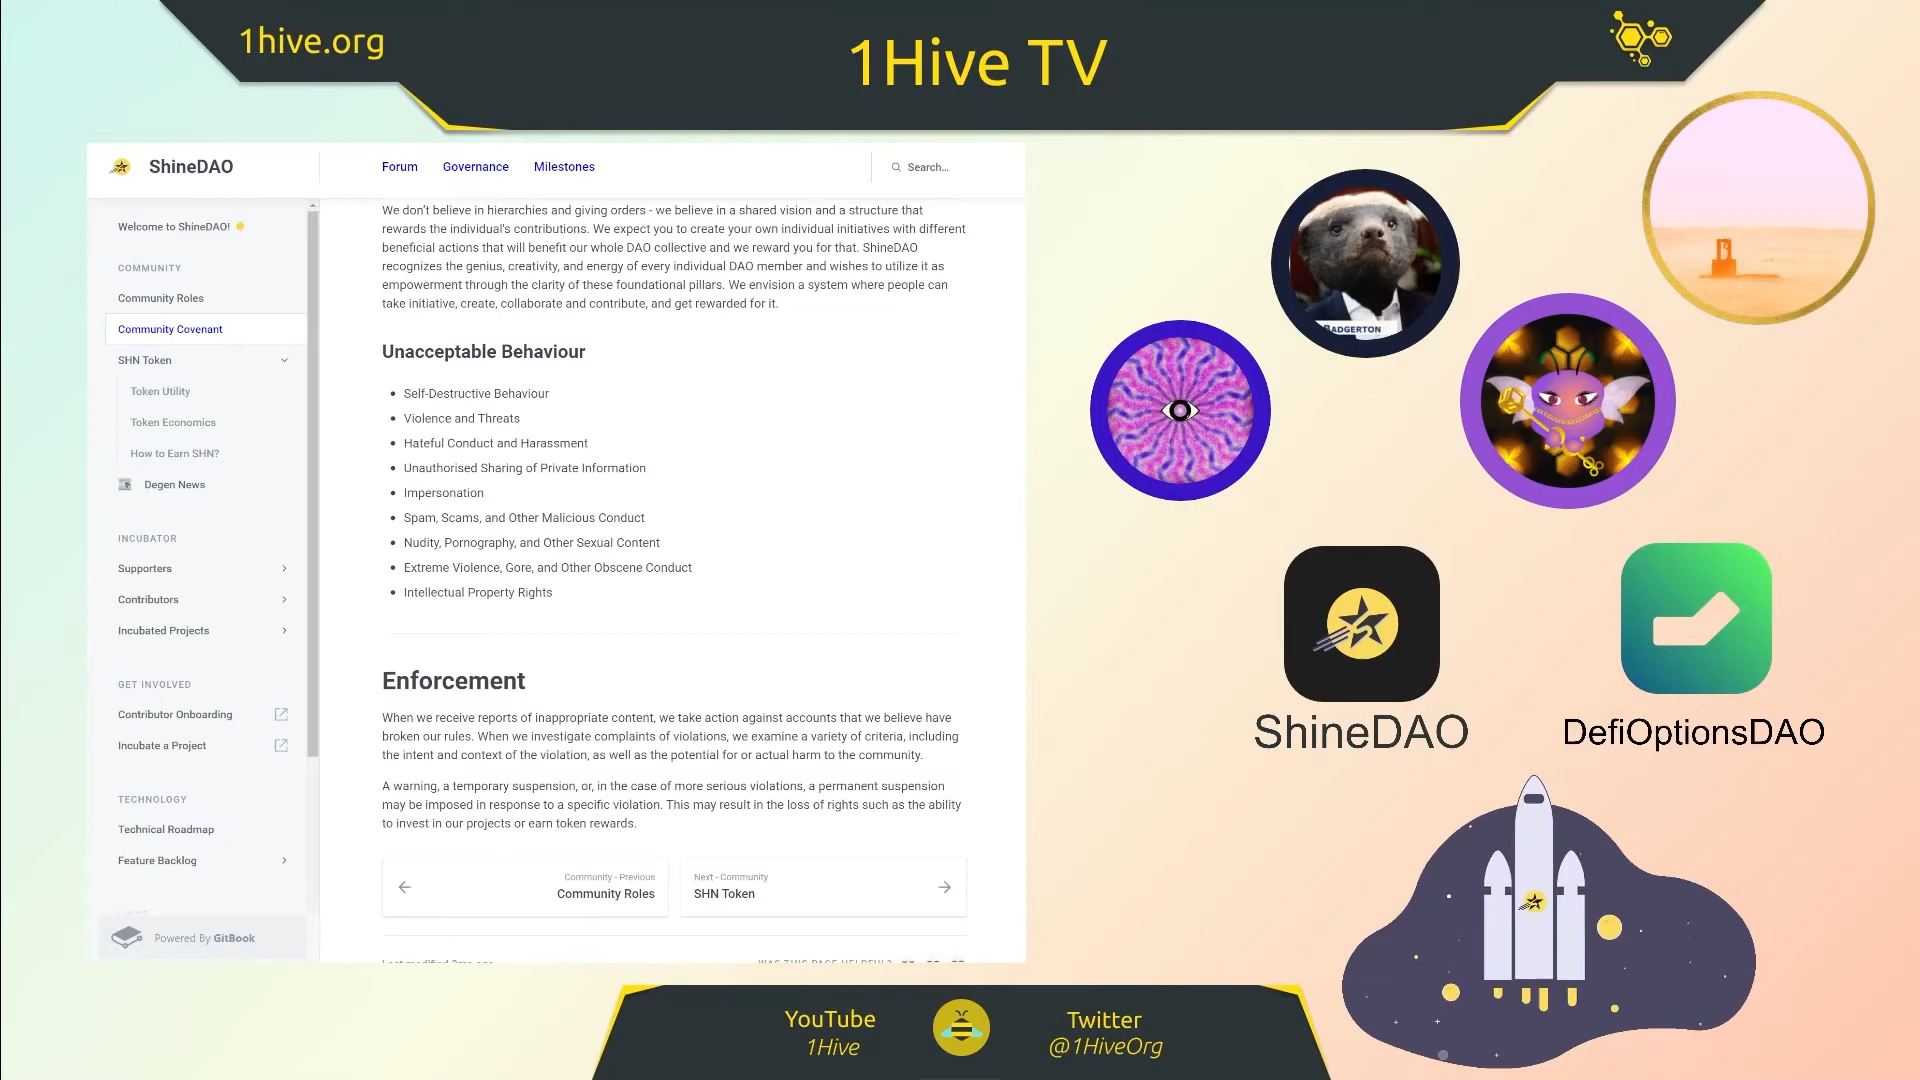 1hive.org
1Hive TV
ShineDAO
Forum
Governance
Milestones
Search...
Welcome to ShineDAO!
COMMUNITY
Community Roles
Community Covenant
SHN Token
Token Utility
Token Economics
How to Earn SHN?
Degen News
INCUBATOR
Supporters
Contributors
Incubated Projects
GET INVOLVED
Contributor Onboarding
Incubate a Project
TECHNOLOGY
Technical Roadmap
Feature Backlog
LINKS
Powered By GitBook
We don't believe in hierarchies and giving orders - we believe in a shared vision and a structure that
rewards the individual's contributions. We expect you to create your own individual initiatives with different
beneficial actions that will benefit our whole DAO collective and we reward you for that. ShineDAO
recognizes the genius, creativity, and energy of every individual DAO member and wishes to utilize it as
empowerment through the clarity of these foundational pillars. We envision a system where people can
take initiative, create, collaborate and contribute, and get rewarded for it.
Unacceptable Behaviour
Self-Destructive Behaviour
Violence and Threats
Hateful Conduct and Harassment
Unauthorised Sharing of Private Information
Impersonation
Spam, Scams, and Other Malicious Conduct
Nudity, Pornography, and Other Sexual Content
Extreme Violence, Gore, and Other Obscene Conduct
Intellectual Property Rights
Enforcement
When we receive reports of inappropriate content, we take action against accounts that we believe have
broken our rules. When we investigate complaints of violations, we examine a variety of criteria, including
the intent and context of the violation, as well as the potential for or actual harm to the community.
A warning, a temporary suspension, or, in the case of more serious violations, a permanent suspension
may be imposed in response to a specific violation. This may result in the loss of rights such as the ability
to invest in our projects or earn token rewards.
Community - Previous
Community Roles
Next - Community
SHN Token
Last modified 2mo ago
WAS THIS PAGE HELPFUL?
BADGERTON
ShineDAO
DefiOptionsDAO
YouTube
1Hive
Twitter
@1HiveOrg